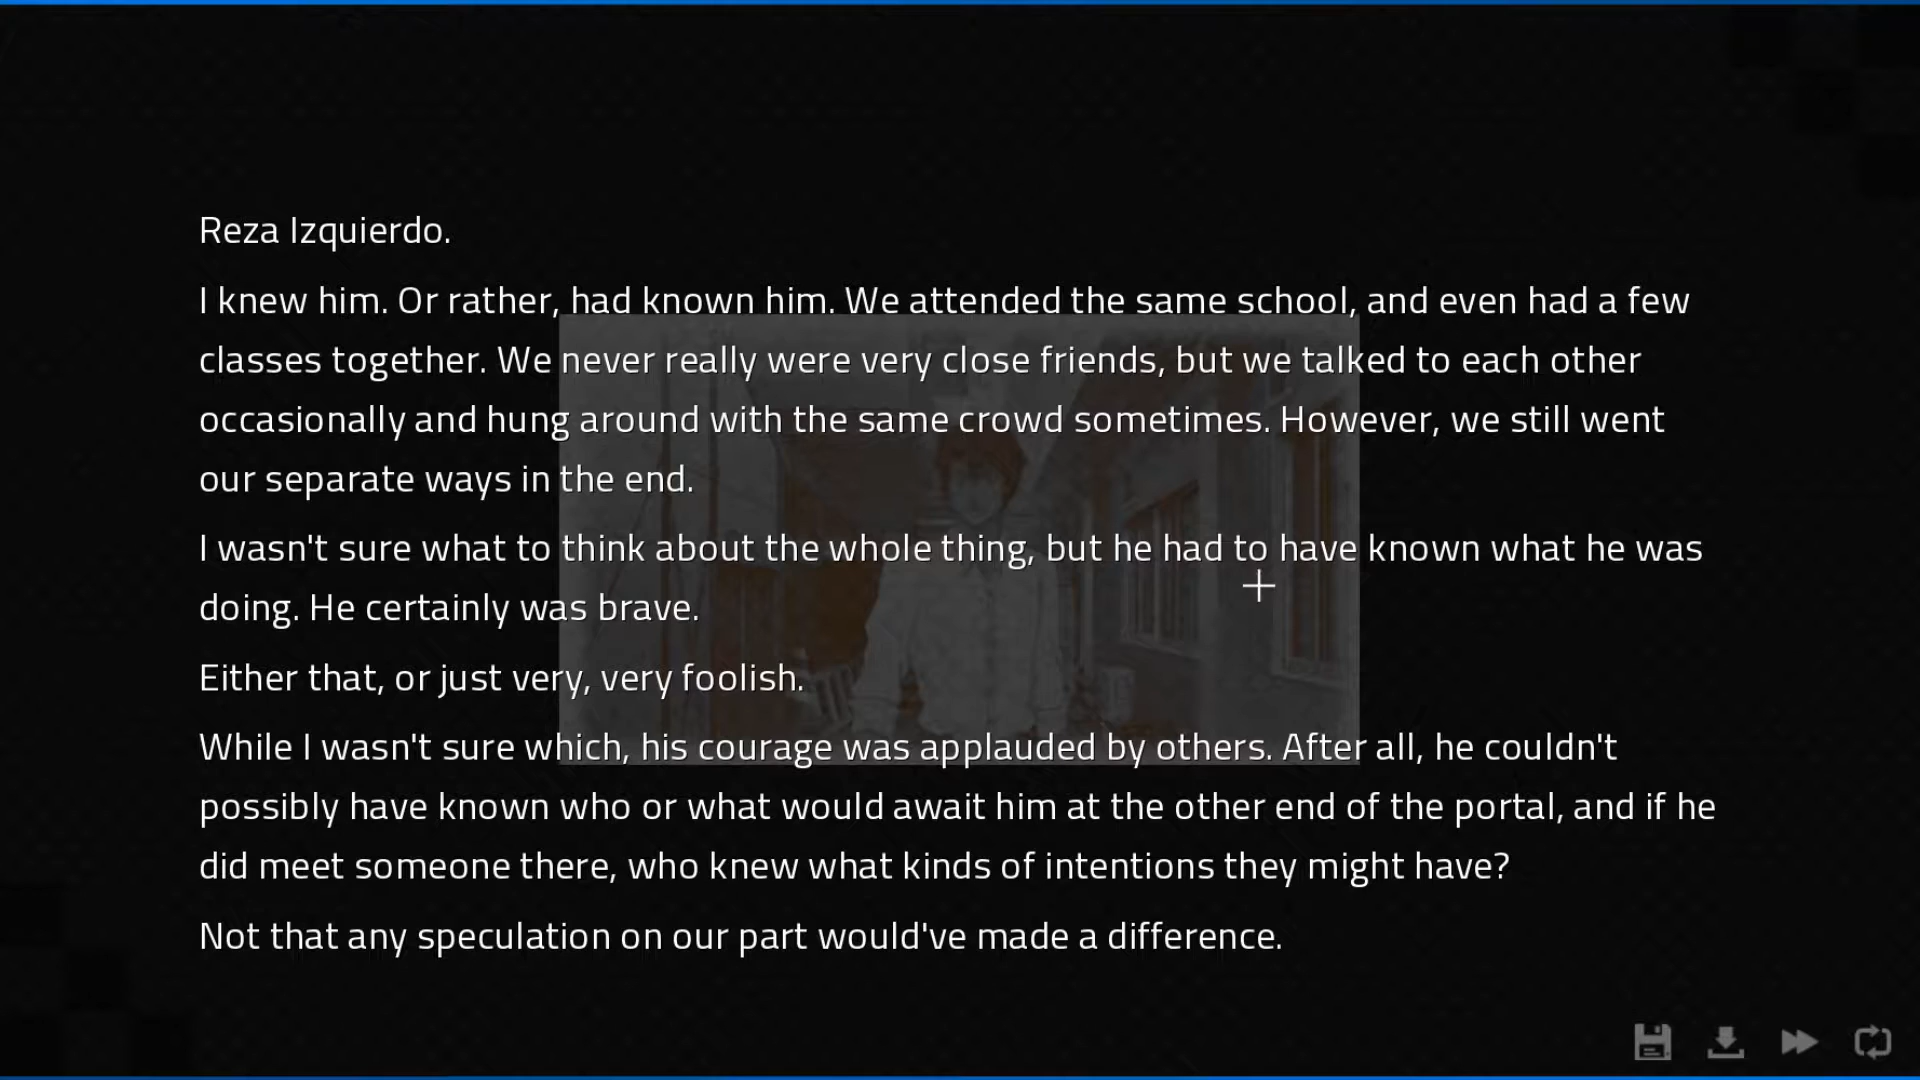 Reza Izquierdo.
I knew him. Or rather, had known him. We attended the same school, and even had a few
classes together. We never really were very close friends, but we talked to each other
occasionally and hung around with the same crowd sometimes. However, we still went
our separate ways in the end.
I wasn't sure what to think about the whole thing, but he had to have known what he was
doing. He certainly was brave.
Either that, or just very, very foolish.
While I wasn't sure which, his courage was applauded by others. After all, he couldn't
possibly have known who or what would await him at the other end of the portal, and if he
did meet someone there, who knew what kinds of intentions they might have?
Not that any speculation on our part would've made a difference.